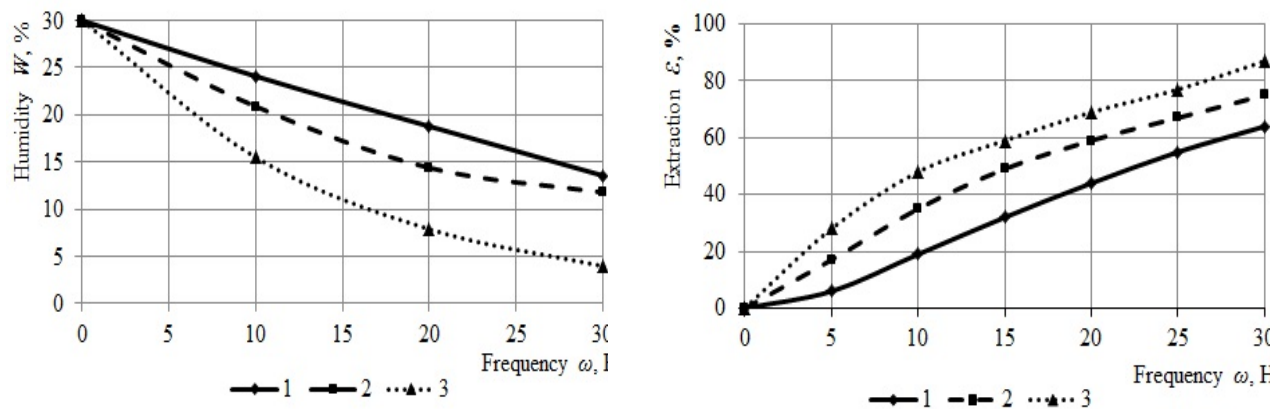 Humidity W, %
30
25
20
15
10
5
0
0 5 10 15 20 25 30
Frequency ω, H
1 2 3
Extraction ε, %
100
80
60
40
20
0
0 5 10 15 20 25 30
Frequency ω, H
1 2 3